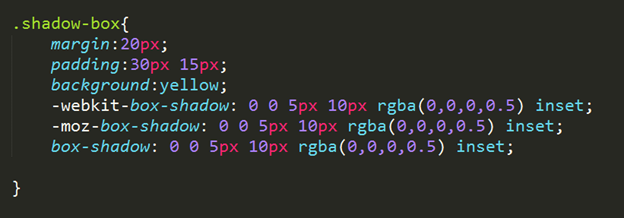 .shadow-box{
margin:20px;
padding:30px 15px;
background:yellow;
-webkit-box-shadow: 0 0 5px 10px rgba(0,0,0,0.5) inset;
-moz-box-shadow: 0 0 5px 10px rgba(0,0,0,0.5) inset;
box-shadow: 0 0 5px 10px rgba(0,0,0,0.5) inset;
}